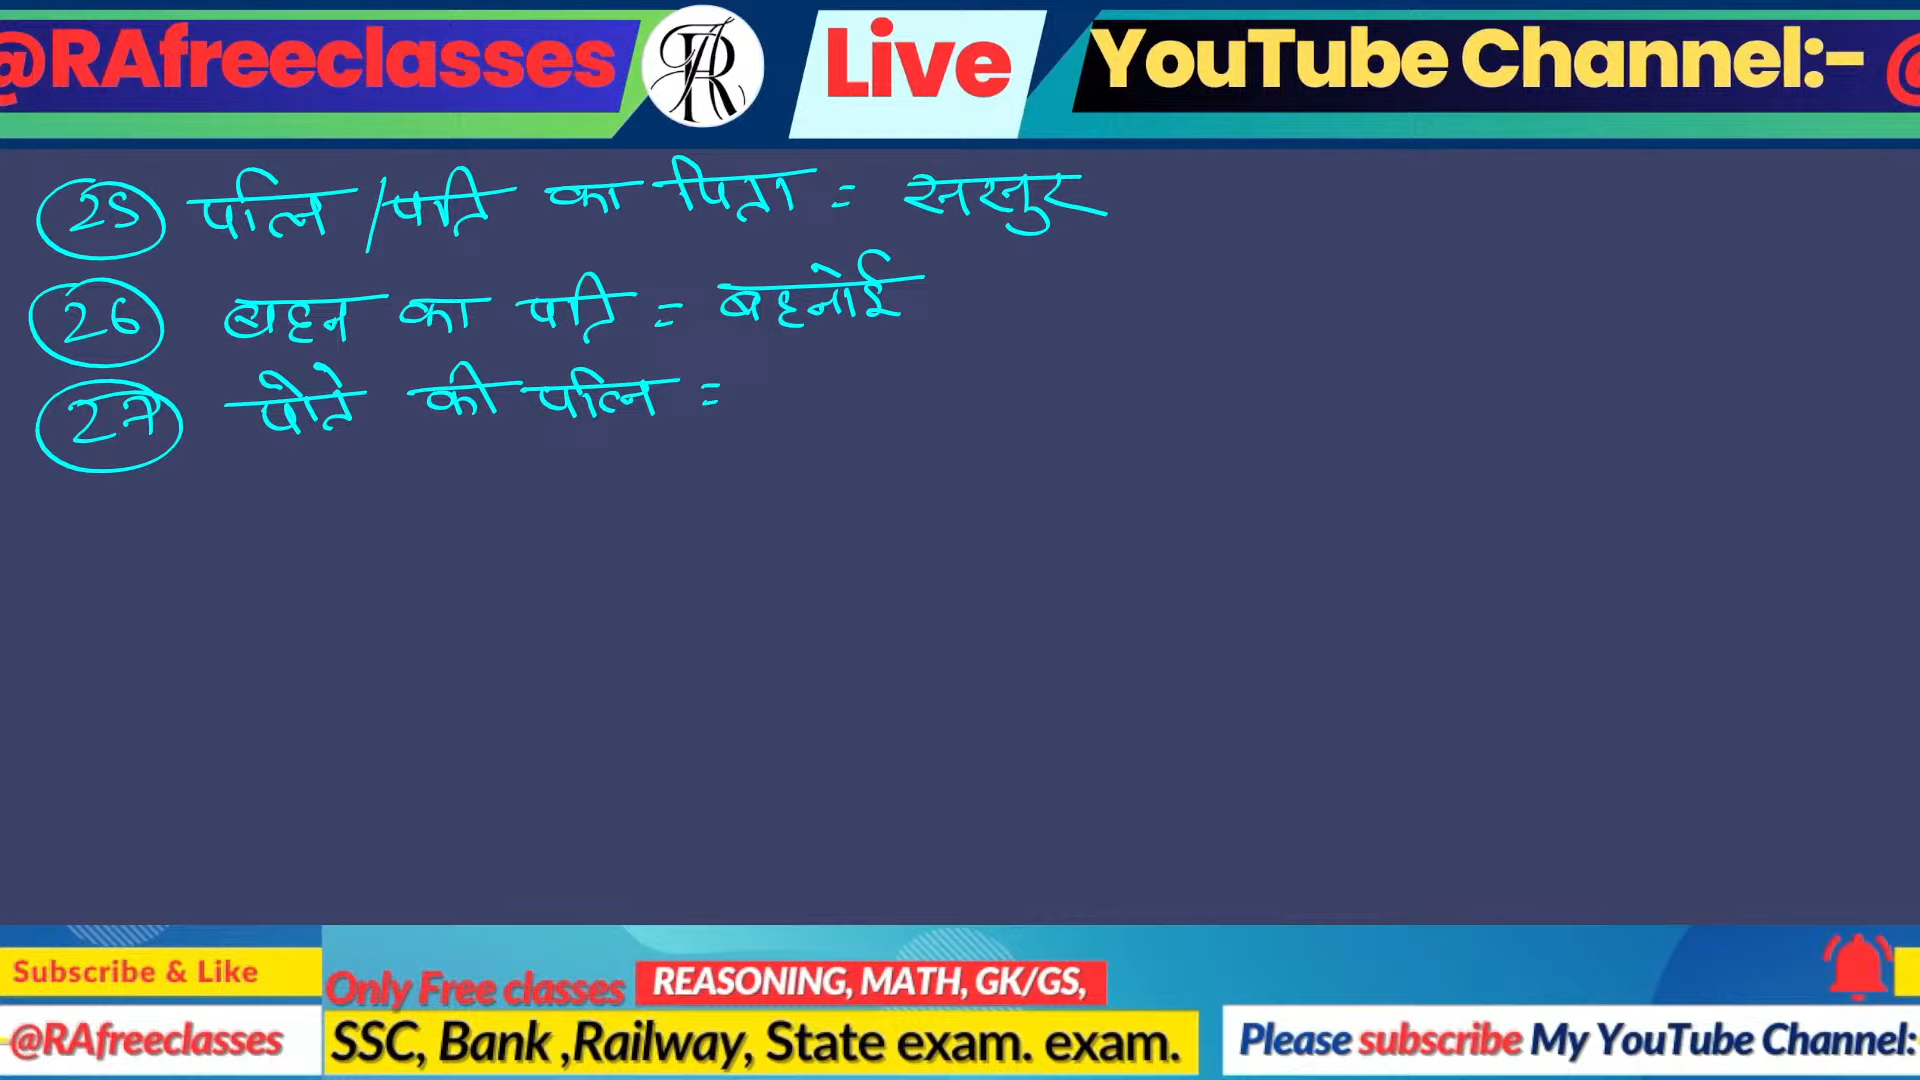 @RAfreeclasses
Live
YouTube Channel:- @
25 पत्नि / पति का पिता = ससुर
26 बहन का पति = बहनोई
27 पोते की पत्नि =
Subscribe & Like
@RAfreeclasses
Only Free classes REASONING, MATH, GK/GS,
SSC, Bank ,Railway, State exam. exam.
Please subscribe My YouTube Channel:-